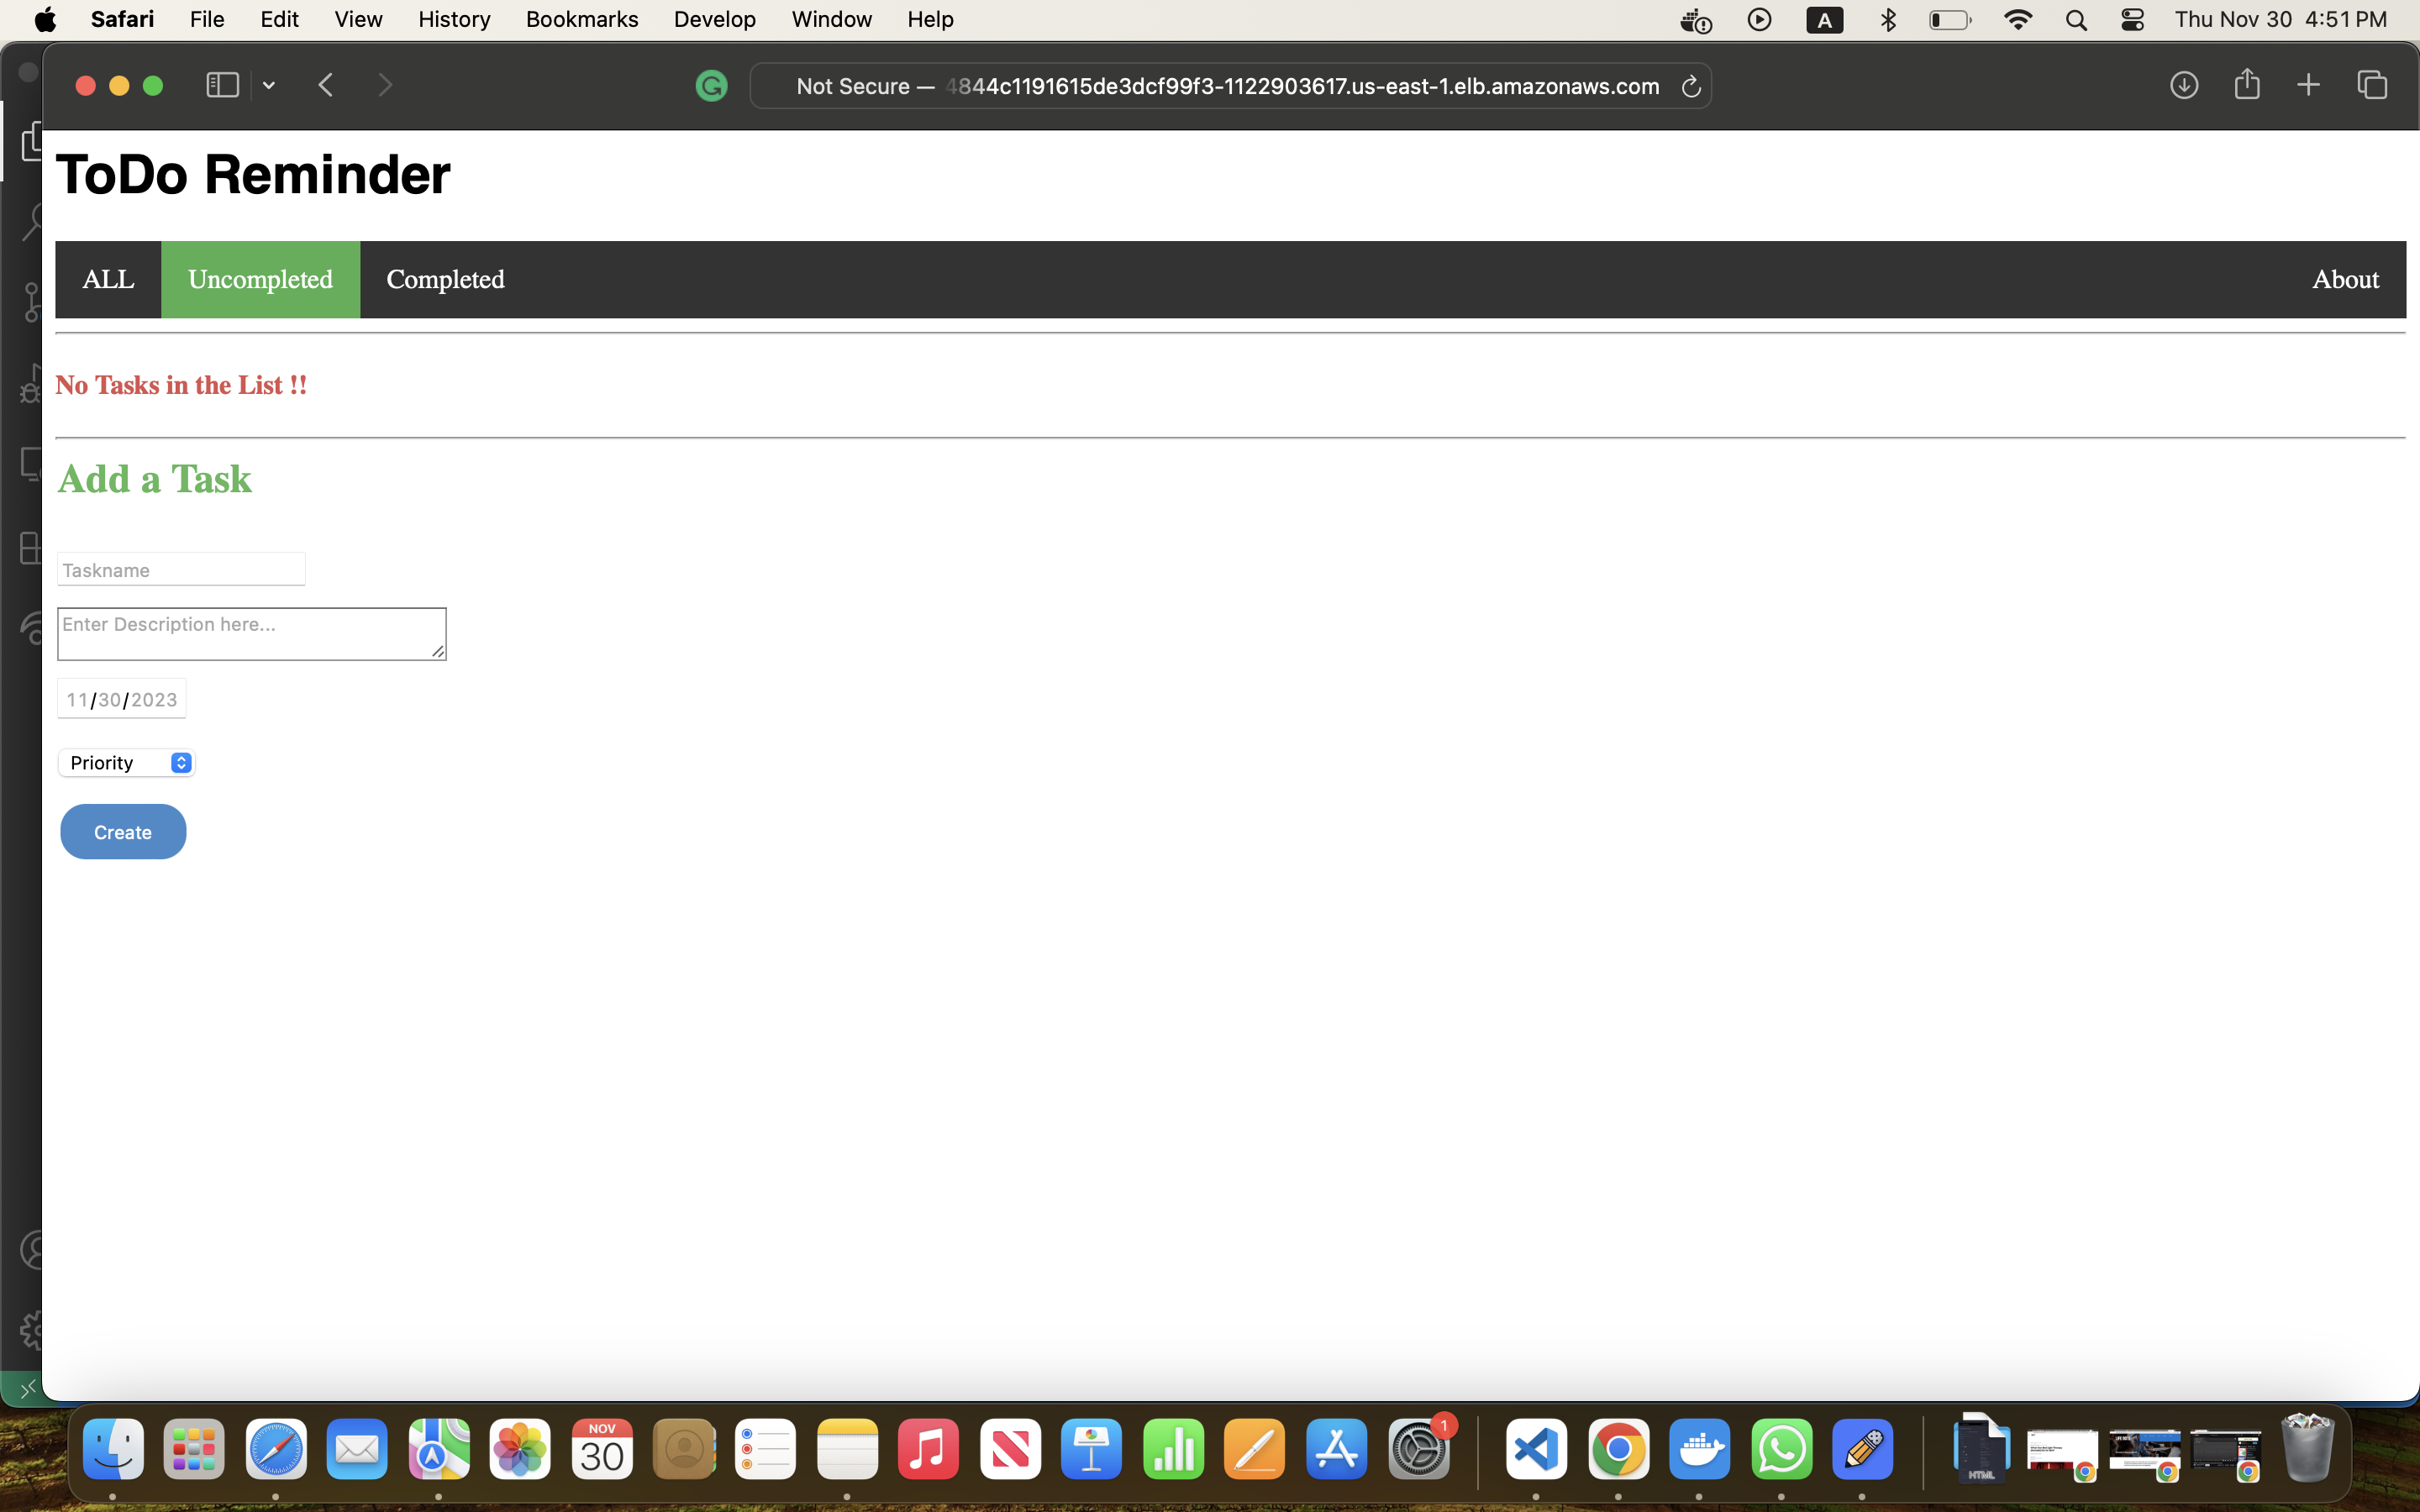 Safari File Edit View History Bookmarks Develop Window Help A Thu Nov 30 4:51 PM
Not Secure — 4844c1191615de3dcf99f3-1122903617.us-east-1.elb.amazonaws.com
ToDo Reminder
ALL Uncompleted Completed About
No Tasks in the List !!
Add a Task
Taskname
Enter Description here...
11/30/2023
Priority
Create
NOV
30
1
HTML